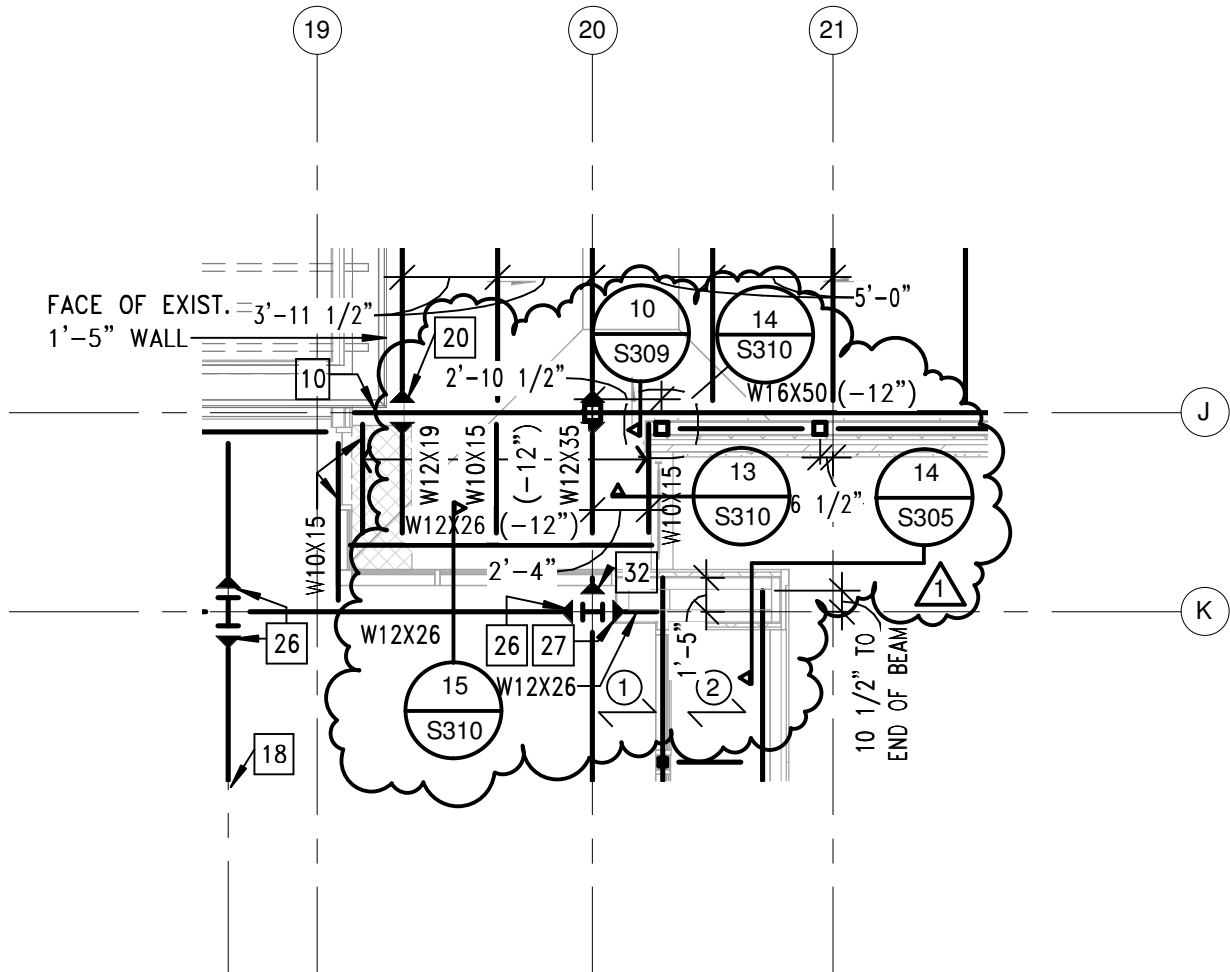 19
20
21
FACE OF EXIST.
1'-5" WALL
3'-11 1/2"
5'-0"
10
S309
14
S310
20
10
2'-10 1/2"
W16X50 (-12")
J
W12X19
W10X15
(-12")
W12X35
W10X15
13
S310
6 1/2"
14
S305
W12X26 (-12")
W10X15
2'-4"
32
1
K
26
W12X26
26
27
W12X26
1
1'-5"
2
10 1/2" TO
END OF BEAM
15
S310
18